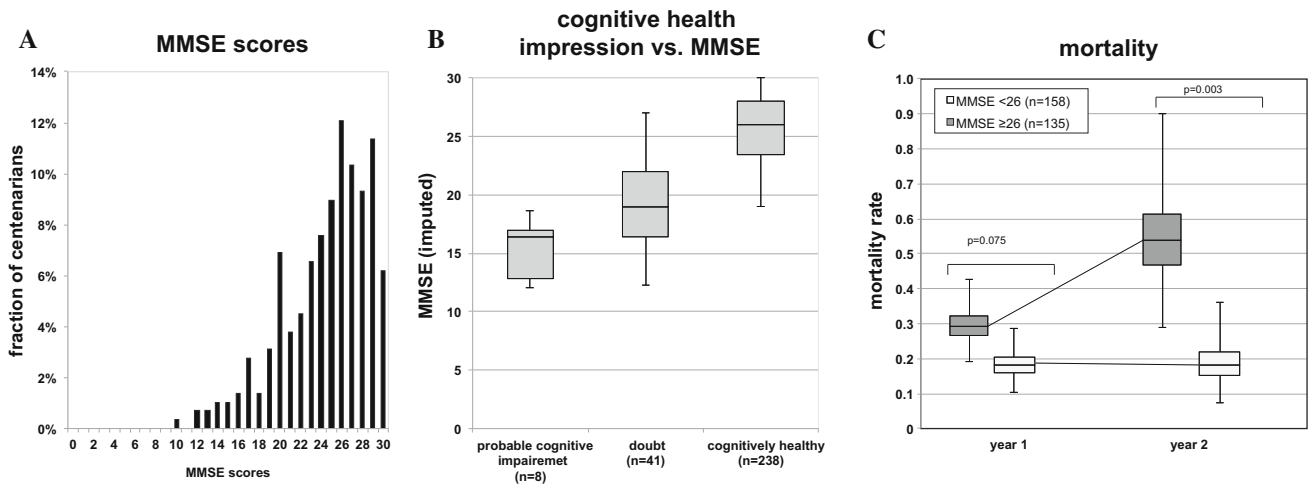 A
MMSE scores
14%
12%
10%
8%
6%
4%
2%
0%
fraction of centenarians
0 2 4 6 8 10 12 13 14 16 18 20 22 24 26 28 30
MMSE scores
B
cognitive health
impression vs. MMSE
30
25
20
15
10
5
0
MMSE (imputed)
probable cognitive
impairemet
(n=8)
doubt
(n=41)
cognitively healthy
(n=238)
C
mortality
1.0
0.9
0.8
0.7
0.6
0.5
0.4
0.3
0.2
0.1
0
mortality rate
MMSE <26 (n=158)
MMSE ≥26 (n=135)
p=0.003
p=0.075
year 1
year 2